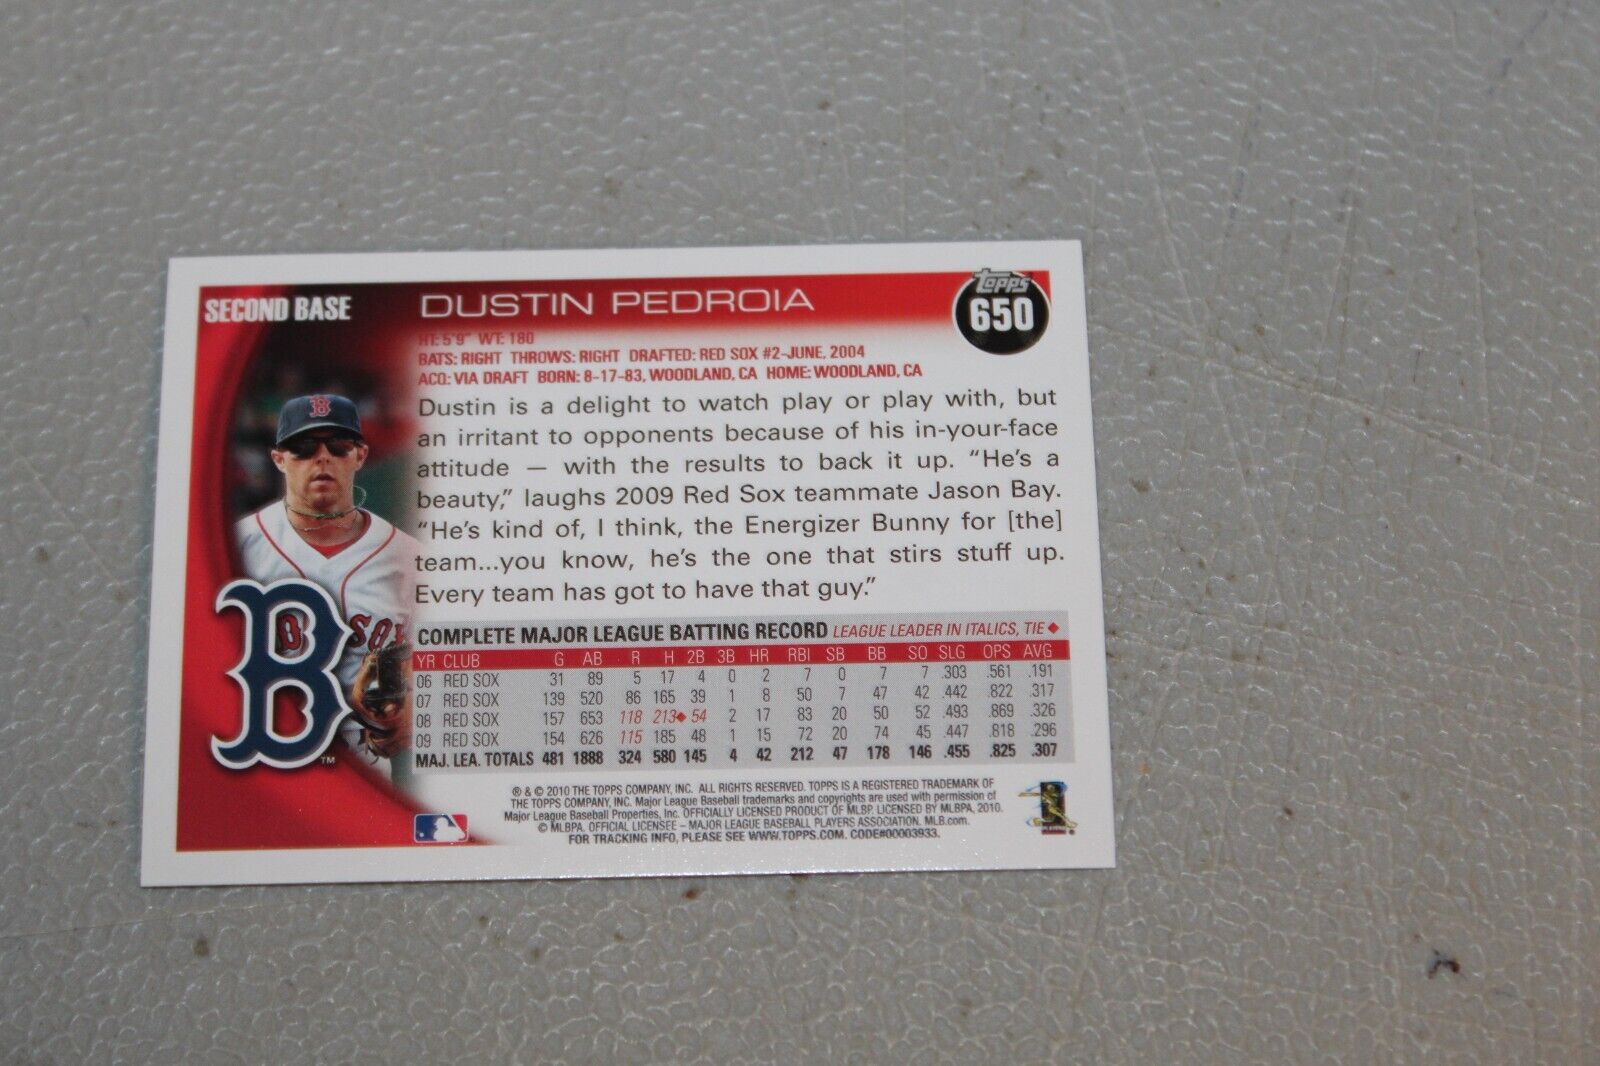 SECOND BASE
DUSTIN PEDROIA
Topps
650
HT: 5'9" WT: 180
BATS: RIGHT THROWS: RIGHT DRAFTED: RED SOX #2-JUNE, 2004
ACQ: VIA DRAFT BORN: 8-17-83, WOODLAND, CA HOME: WOODLAND, CA
Dustin is a delight to watch play or play with, but
an irritant to opponents because of his in-your-face
attitude — with the results to back it up. “He’s a
beauty,” laughs 2009 Red Sox teammate Jason Bay.
“He’s kind of, I think, the Energizer Bunny for [the]
team...you know, he’s the one that stirs stuff up.
Every team has got to have that guy.”
B
B
SOX
TM
COMPLETE MAJOR LEAGUE BATTING RECORD LEAGUE LEADER IN ITALICS, TIE ♦
YR CLUB G AB R H 2B 3B HR RBI SB BB SO SLG OPS AVG
06 RED SOX 31 89 5 17 4 0 2 7 0 7 7 .303 .561 .191
07 RED SOX 139 520 86 165 39 1 8 50 7 47 42 .442 .822 .317
08 RED SOX 157 653 118 213♦ 54 2 17 83 20 50 52 .493 .869 .326
09 RED SOX 154 626 115 185 48 1 15 72 20 74 45 .447 .818 .296
MAJ. LEA. TOTALS 481 1888 324 580 145 4 42 212 47 178 146 .455 .825 .307
® & © 2010 THE TOPPS COMPANY, INC. ALL RIGHTS RESERVED. TOPPS IS A REGISTERED TRADEMARK OF
THE TOPPS COMPANY, INC. Major League Baseball trademarks and copyrights are used with permission of
Major League Baseball Properties, Inc. OFFICIALLY LICENSED PRODUCT OF MLBP. LICENSED BY MLBPA, 2010.
© MLBPA. OFFICIAL LICENSEE – MAJOR LEAGUE BASEBALL PLAYERS ASSOCIATION. MLB.com.
FOR TRACKING INFO, PLEASE SEE WWW.TOPPS.COM. CODE#00003933.